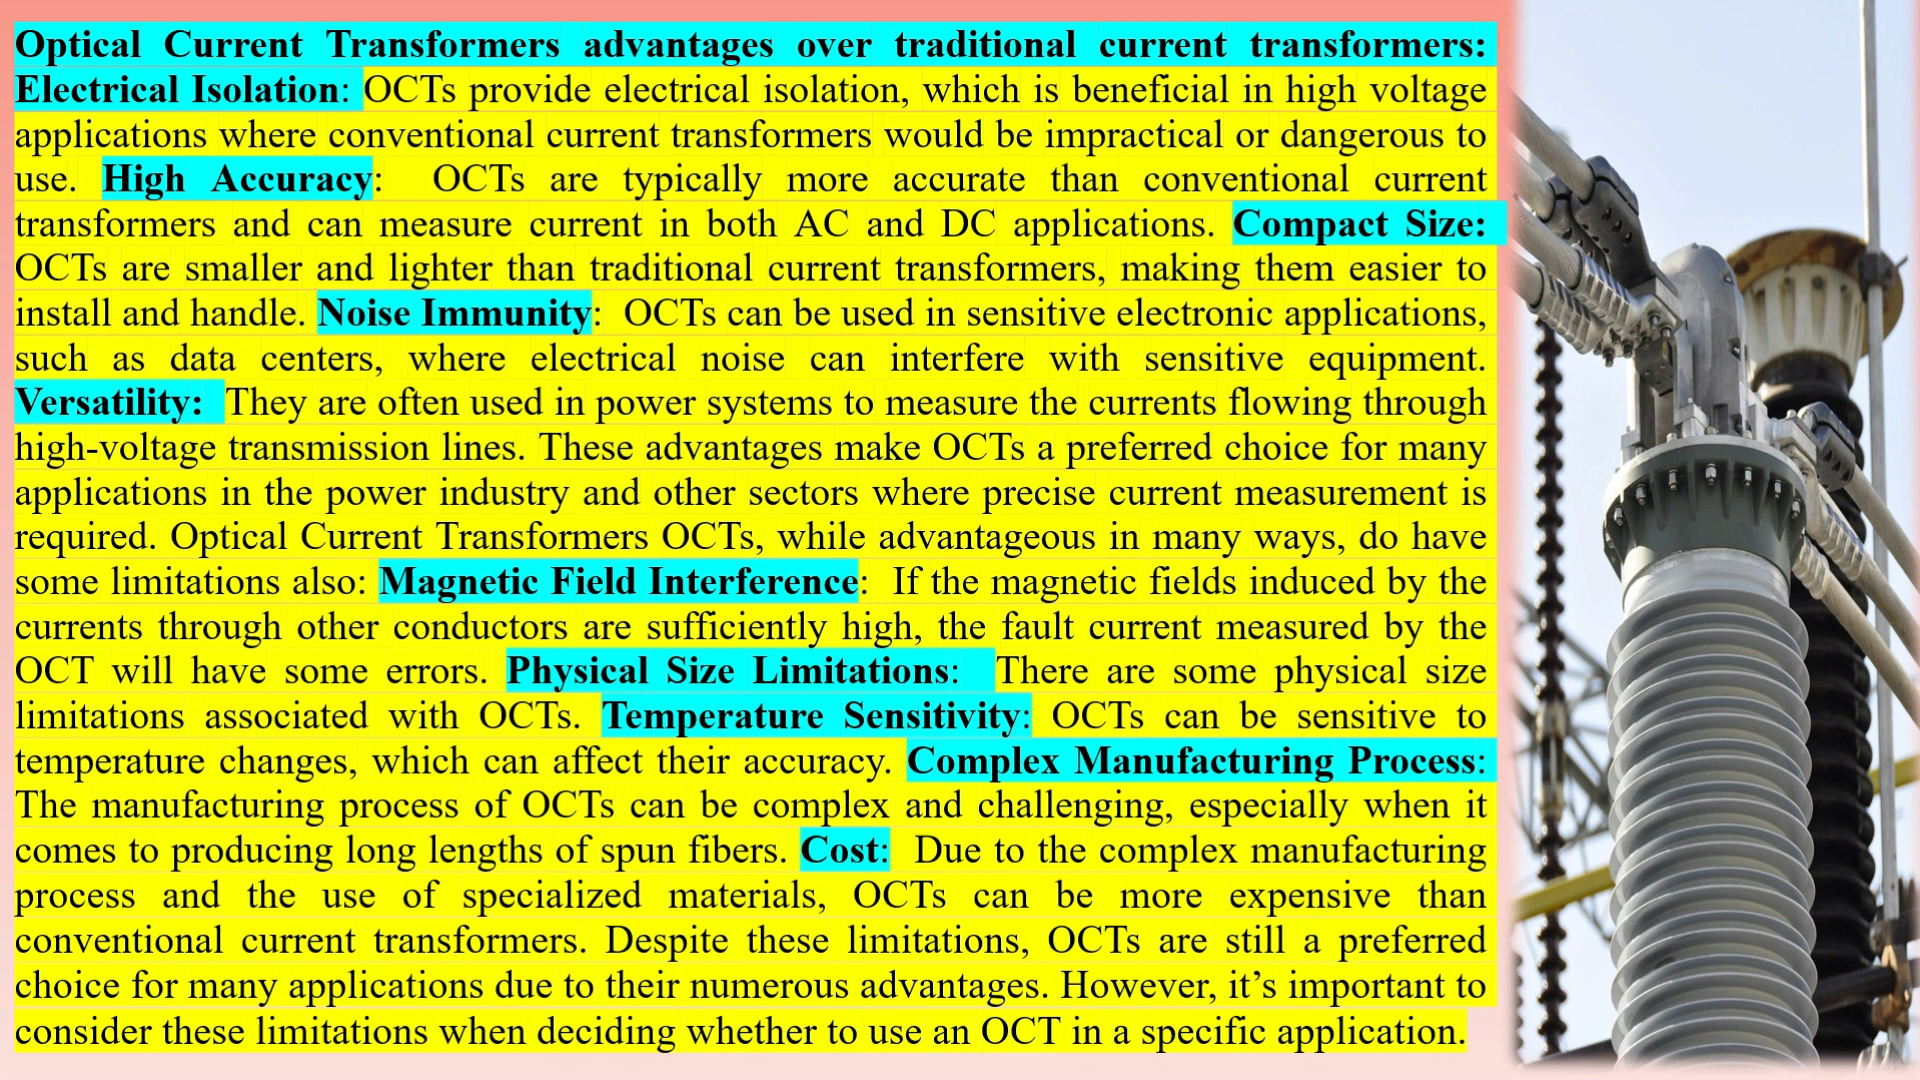 Optical Current Transformers advantages over traditional current transformers:
Electrical Isolation: OCTs provide electrical isolation, which is beneficial in high voltage
applications where conventional current transformers would be impractical or dangerous to
use. High Accuracy: OCTs are typically more accurate than conventional current
transformers and can measure current in both AC and DC applications. Compact Size:
OCTs are smaller and lighter than traditional current transformers, making them easier to
install and handle. Noise Immunity: OCTs can be used in sensitive electronic applications,
such as data centers, where electrical noise can interfere with sensitive equipment.
Versatility: They are often used in power systems to measure the currents flowing through
high-voltage transmission lines. These advantages make OCTs a preferred choice for many
applications in the power industry and other sectors where precise current measurement is
required. Optical Current Transformers OCTs, while advantageous in many ways, do have
some limitations also: Magnetic Field Interference: If the magnetic fields induced by the
currents through other conductors are sufficiently high, the fault current measured by the
OCT will have some errors. Physical Size Limitations: There are some physical size
limitations associated with OCTs. Temperature Sensitivity: OCTs can be sensitive to
temperature changes, which can affect their accuracy. Complex Manufacturing Process:
The manufacturing process of OCTs can be complex and challenging, especially when it
comes to producing long lengths of spun fibers. Cost: Due to the complex manufacturing
process and the use of specialized materials, OCTs can be more expensive than
conventional current transformers. Despite these limitations, OCTs are still a preferred
choice for many applications due to their numerous advantages. However, it’s important to
consider these limitations when deciding whether to use an OCT in a specific application.